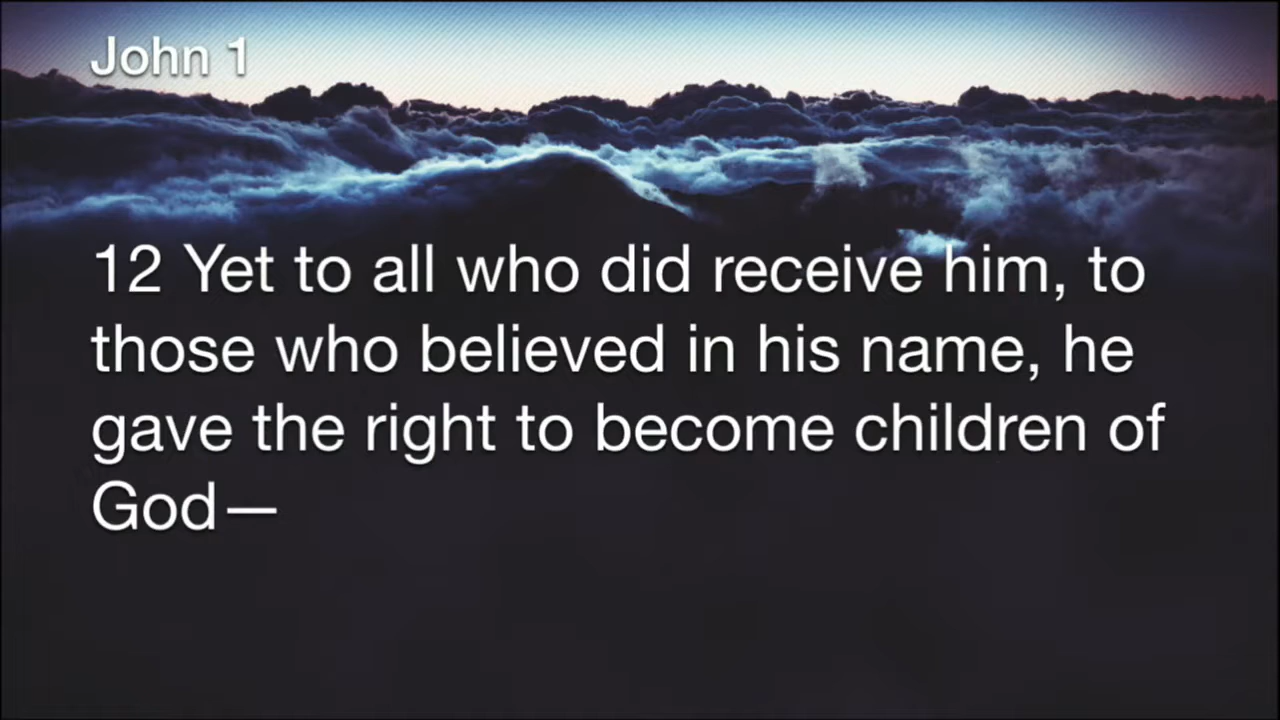 John 1
12 Yet to all who did receive him, to
those who believed in his name, he
gave the right to become children of
God—